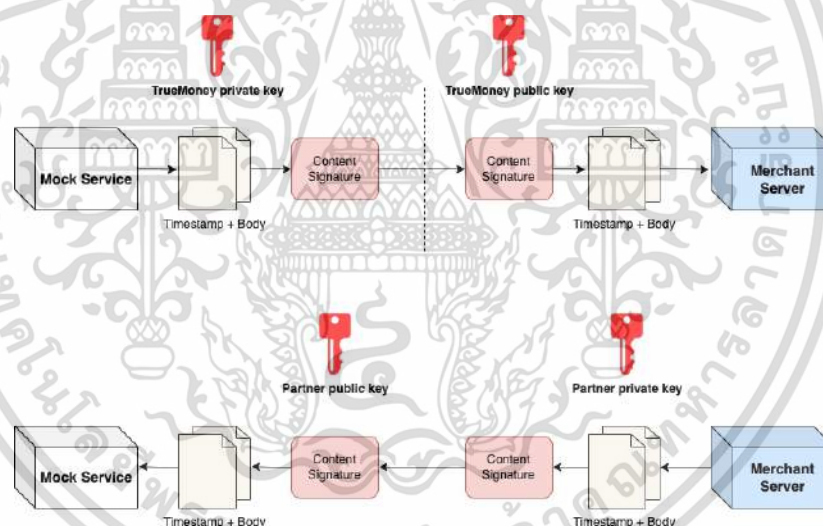 TrueMoney private key
TrueMoney public key
Mock Service
Content
Signature
Content
Signature
Merchant
Server
Timestamp + Body
Timestamp + Body
Partner public key
Partner private key
Mock Service
Content
Signature
Content
Signature
Merchant
Server
Timestamp + Body
Timestamp + Body